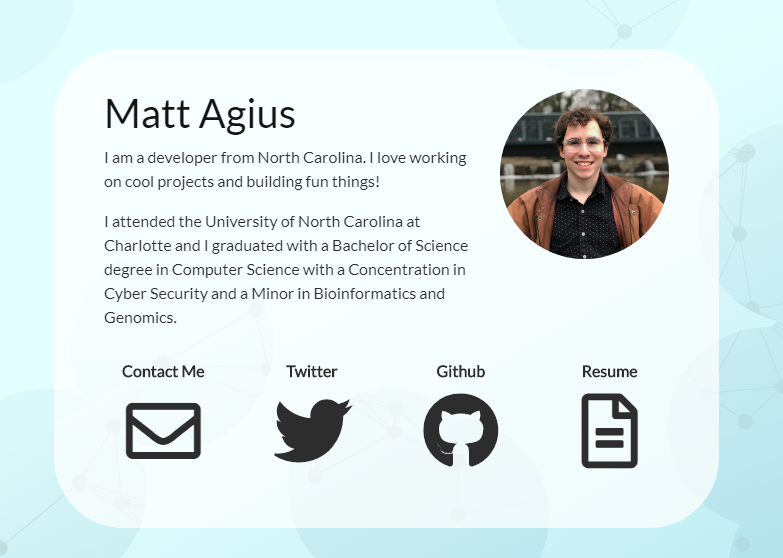 Matt Agius
I am a developer from North Carolina. I love working
on cool projects and building fun things!
I attended the University of North Carolina at
Charlotte and I graduated with a Bachelor of Science
degree in Computer Science with a Concentration in
Cyber Security and a Minor in Bioinformatics and
Genomics.
Contact Me Twitter Github Resume